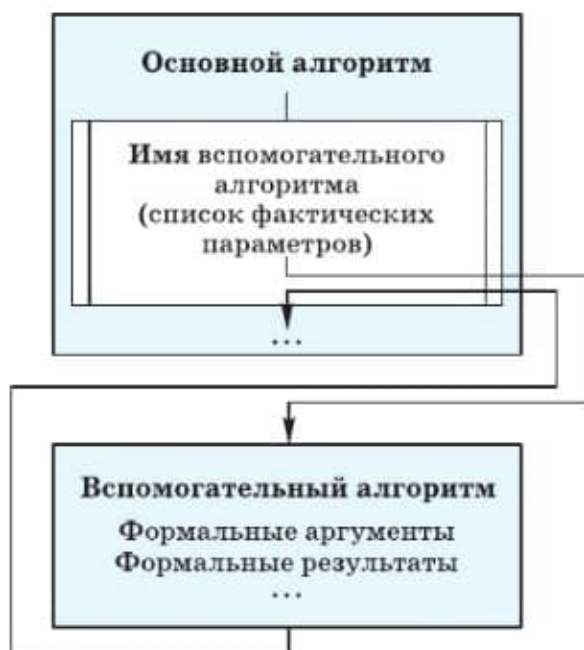 Основной алгоритм
Имя вспомогательного
алгоритма
(список фактических
параметров)
...
Вспомогательный алгоритм
Формальные аргументы
Формальные результаты
...